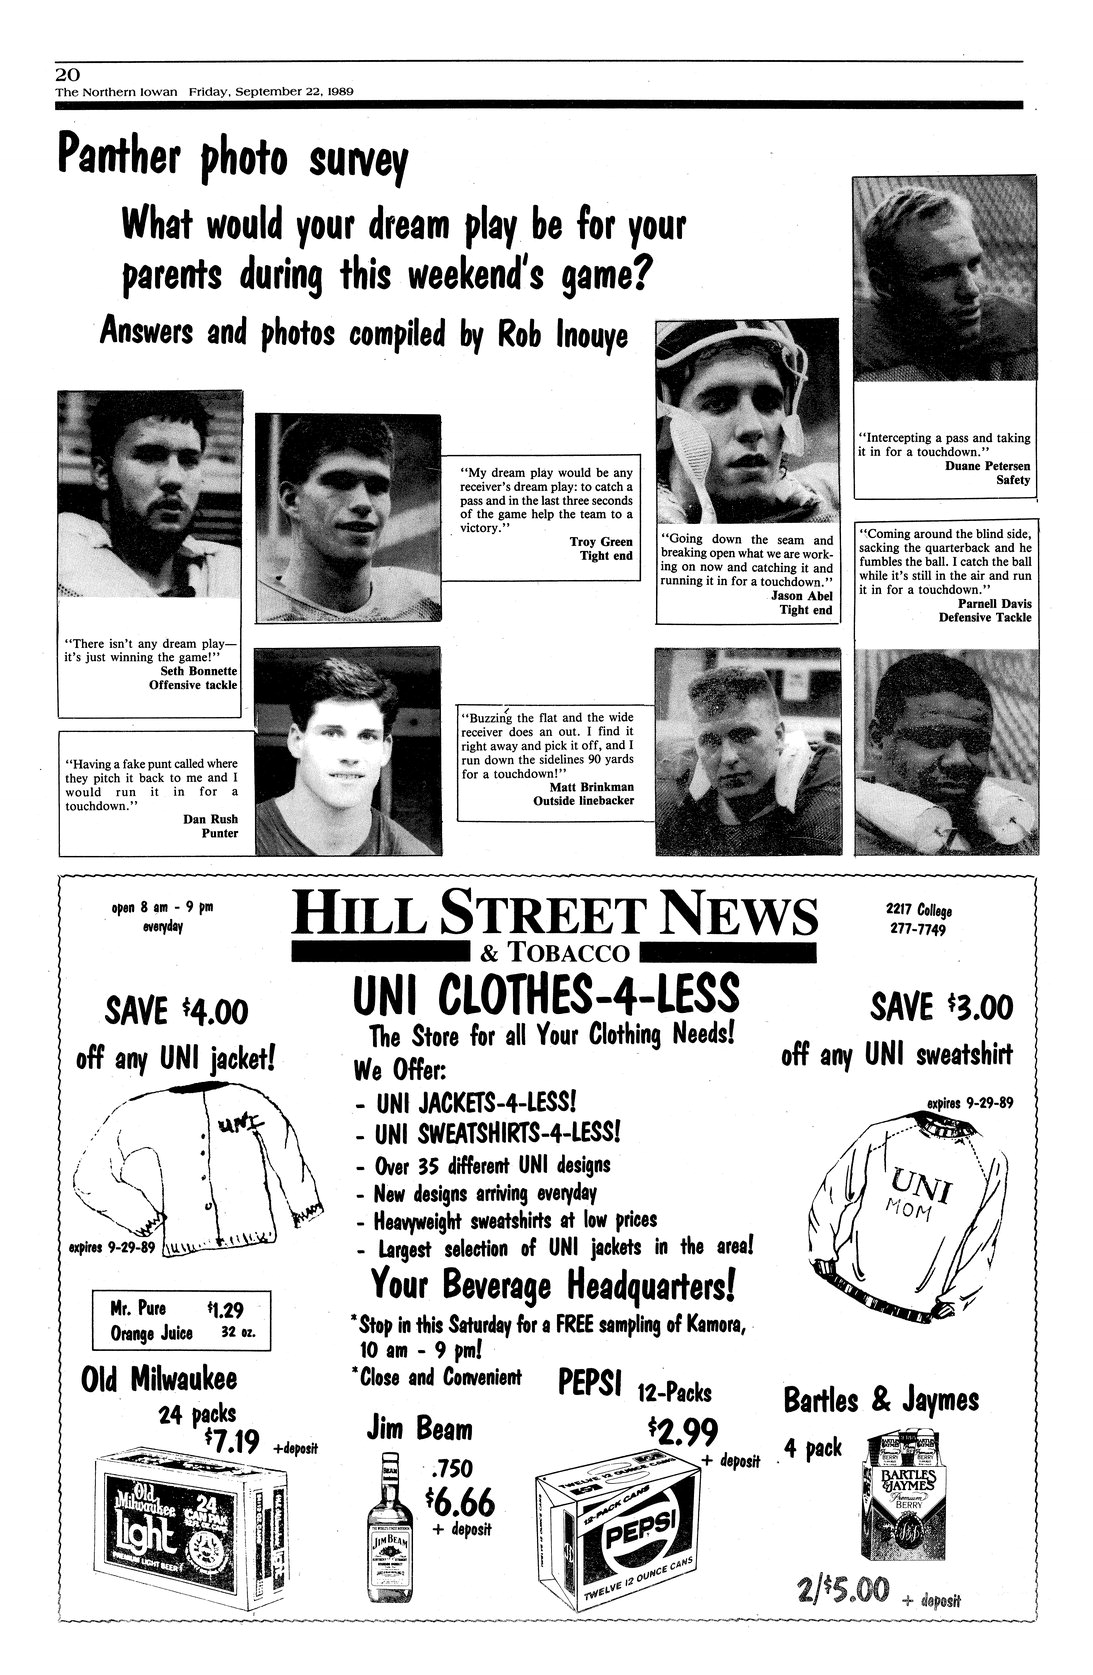 20
The Northern Iowan Friday, September 22, 1989
Panther photo survey
What would your dream play be for your
parents during this weekend's game?
Answers and photos compiled by Rob Inouye
"There isn't any dream play—
it's just winning the game!"
Seth Bonnette
Offensive tackle
"My dream play would be any
receiver's dream play: to catch a
pass and in the last three seconds
of the game help the team to a
victory."
Troy Green
Tight end
"Going down the seam and
breaking open what we are work-
ing on now and catching it and
running it in for a touchdown."
Jason Abel
Tight end
"Intercepting a pass and taking
it in for a touchdown."
Duane Petersen
Safety
"Coming around the blind side,
sacking the quarterback and he
fumbles the ball. I catch the ball
while it's still in the air and run
it in for a touchdown."
Parnell Davis
Defensive Tackle
"Having a fake punt called where
they pitch it back to me and I
would run it in for a
touchdown."
Dan Rush
Punter
"Buzzing the flat and the wide
receiver does an out. I find it
right away and pick it off, and I
run down the sidelines 90 yards
for a touchdown!"
Matt Brinkman
Outside linebacker
open 8 am - 9 pm
everyday
HILL STREET NEWS
& TOBACCO
2217 College
277-7749
UNI CLOTHES-4-LESS
The Store for all Your Clothing Needs!
We Offer:
- UNI JACKETS-4-LESS!
- UNI SWEATSHIRTS-4-LESS!
- Over 35 different UNI designs
- New designs arriving everyday
- Heavyweight sweatshirts at low prices
- Largest selection of UNI jackets in the area!
SAVE $4.00
off any UNI jacket!
UNI
expires 9-29-89
SAVE $3.00
off any UNI sweatshirt
expires 9-29-89
UNI
MOM
Your Beverage Headquarters!
*Stop in this Saturday for a FREE sampling of Kamora,
10 am - 9 pm!
*Close and Convenient
Mr. Pure $1.29
Orange Juice 32 oz.
Old Milwaukee
24 packs
$7.19 +deposit
Old
Milwaukee
Light
24
CAN PAK
PREMIUM LIGHT BEER
Jim Beam
.750
$6.66
+ deposit
BEAM
JIM BEAM
PEPSI 12-Packs
$2.99
+ deposit
TWELVE 12 OUNCE CANS
12-PACK CANS
PEPSI
TWELVE 12 OUNCE CANS
Bartles & Jaymes
4 pack
BARTLES
&JAYMES
Premium
BERRY
2/$5.00 + deposit